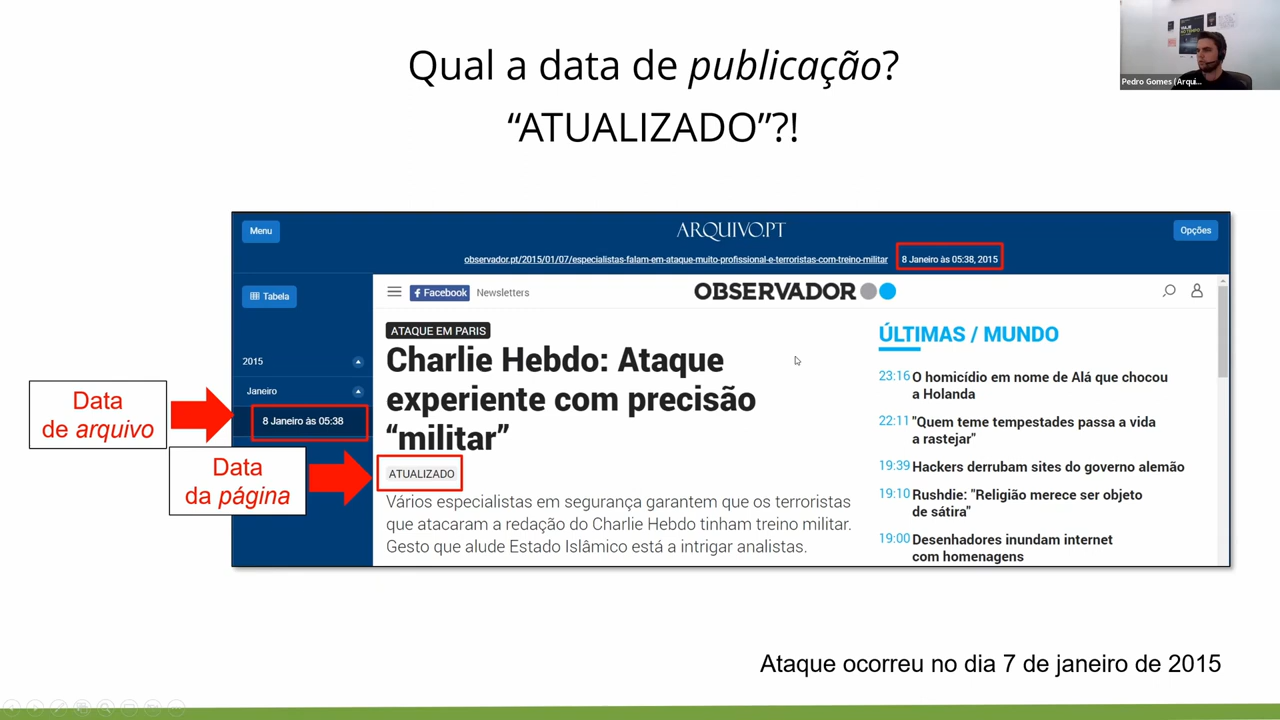 Qual a data de publicação?
“ATUALIZADO”?!
Pedro Gomes (Arqui...
Menu
ARQUIVO.PT
Opções
observador.pt/2015/01/07/especialistas-falam-em-ataque-muito-profissional-e-terroristas-com-treino-militar
8 Janeiro às 05:38, 2015
Tabela
2015
Janeiro
8 Janeiro às 05:38
Data
de arquivo
Data
da página
Facebook
Newsletters
OBSERVADOR
ATAQUE EM PARIS
Charlie Hebdo: Ataque
experiente com precisão
“militar”
ATUALIZADO
Vários especialistas em segurança garantem que os terroristas
que atacaram a redação do Charlie Hebdo tinham treino militar.
Gesto que alude Estado Islâmico está a intrigar analistas.
ÚLTIMAS / MUNDO
23:16 O homicídio em nome de Alá que chocou
a Holanda
22:11 "Quem teme tempestades passa a vida
a rastejar"
19:39 Hackers derrubam sites do governo alemão
19:10 Rushdie: "Religião merece ser objeto
de sátira"
19:00 Desenhadores inundam internet
com homenagens
Ataque ocorreu no dia 7 de janeiro de 2015